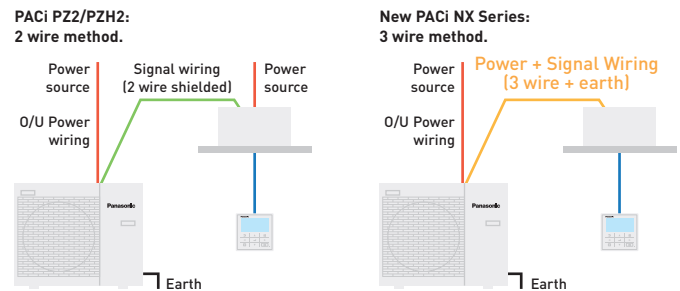 PACi PZ2/PZH2:
2 wire method.
Power
source
Signal wiring
(2 wire shielded)
Power
source
O/U Power
wiring
Panasonic
Earth
New PACi NX Series:
3 wire method.
Power
source
Power + Signal Wiring
(3 wire + earth)
O/U Power
wiring
Panasonic
Earth